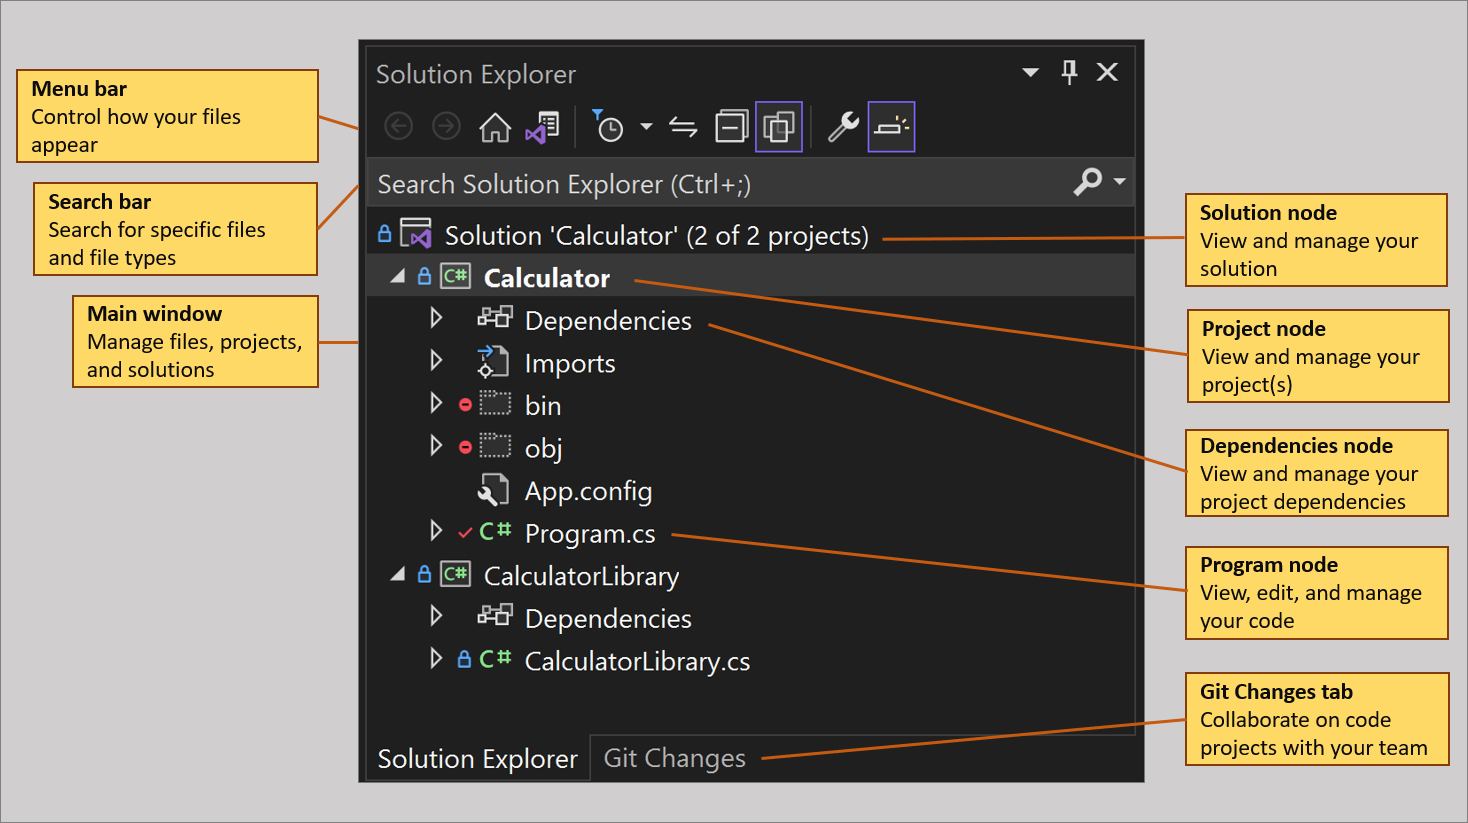 Menu bar
Control how your files
appear
Search bar
Search for specific files
and file types
Main window
Manage files, projects,
and solutions
Solution Explorer
Search Solution Explorer (Ctrl+;)
Solution 'Calculator' (2 of 2 projects)
C# Calculator
Dependencies
Imports
bin
obj
App.config
C# Program.cs
C# CalculatorLibrary
Dependencies
C# CalculatorLibrary.cs
Solution Explorer
Git Changes
Solution node
View and manage your
solution
Project node
View and manage your
project(s)
Dependencies node
View and manage your
project dependencies
Program node
View, edit, and manage
your code
Git Changes tab
Collaborate on code
projects with your team